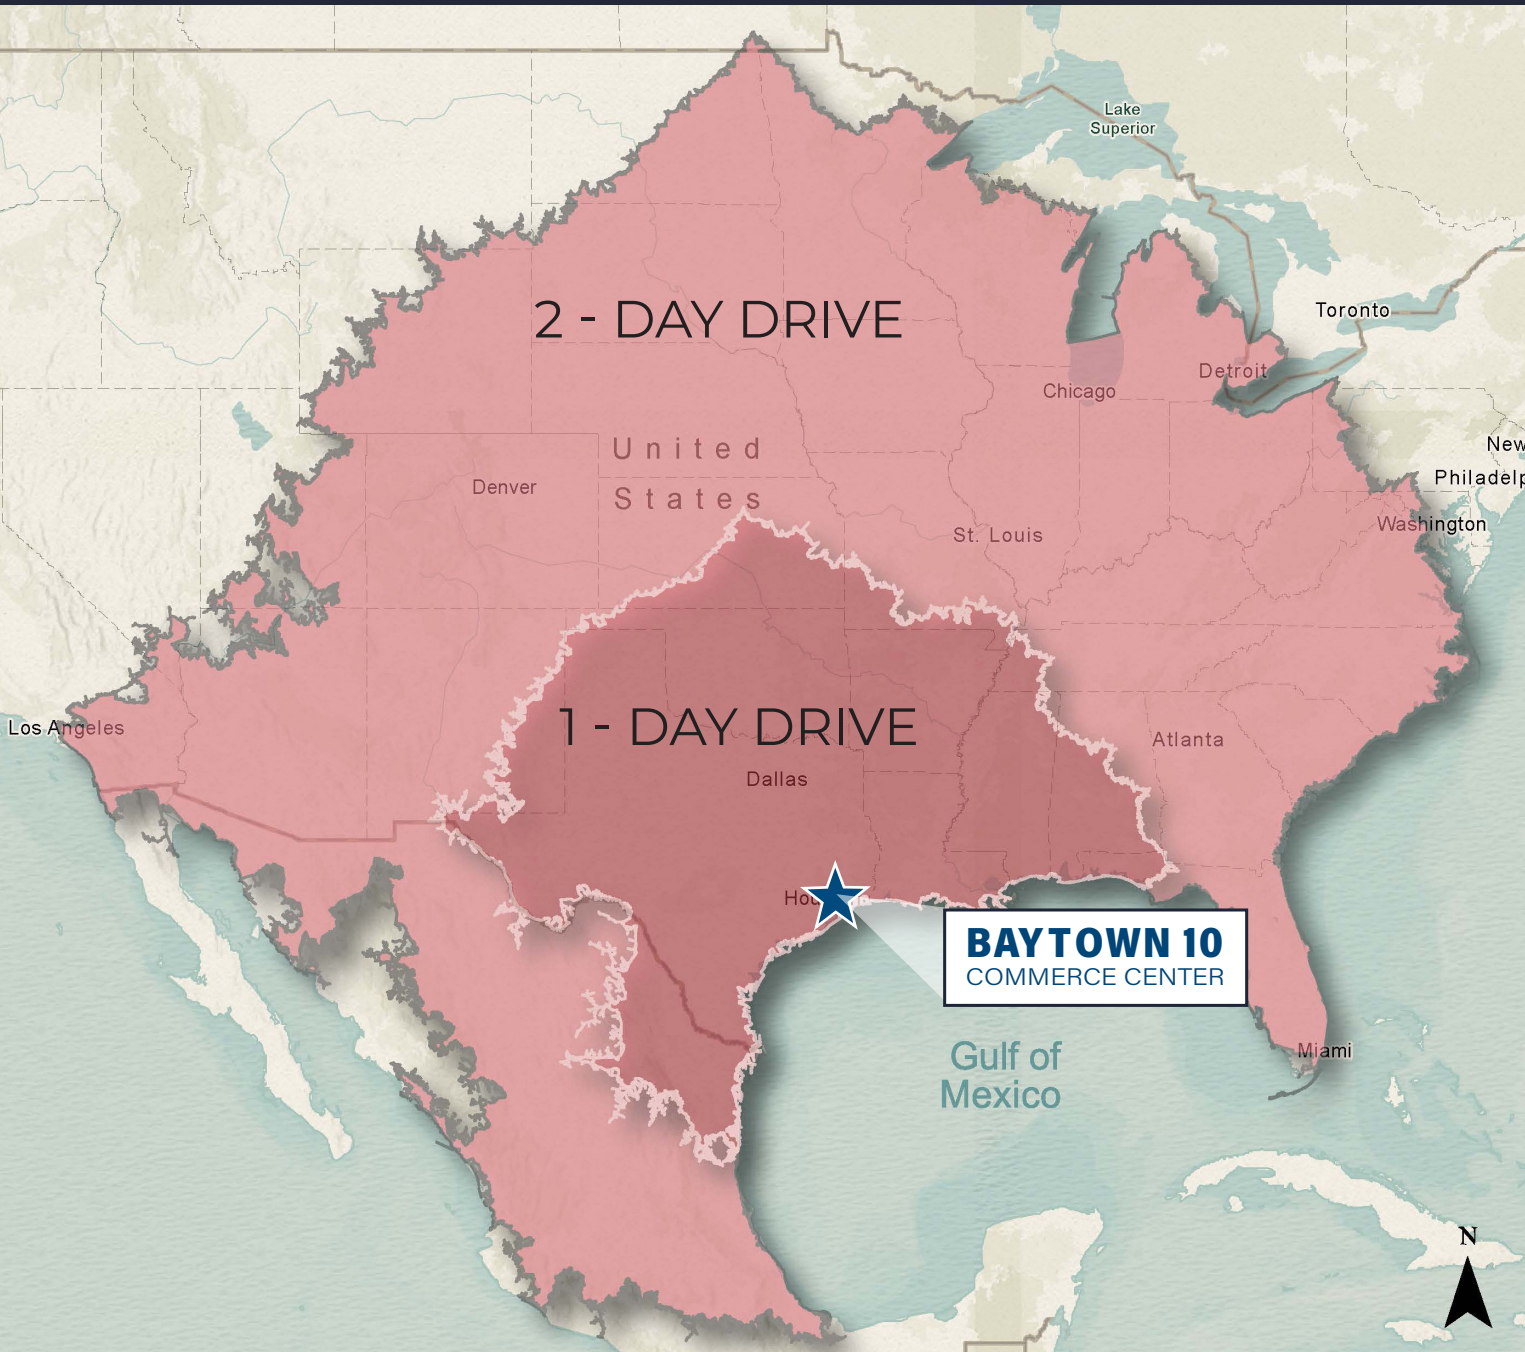 Lake
Superior
2 - DAY DRIVE
Toronto
Detroit
Chicago
United
States
New
Philadelp
Denver
Washington
St. Louis
1 - DAY DRIVE
Los Angeles
Atlanta
Dallas
Hou
BAYTOWN 10
COMMERCE CENTER
Gulf of
Mexico
Miami
N